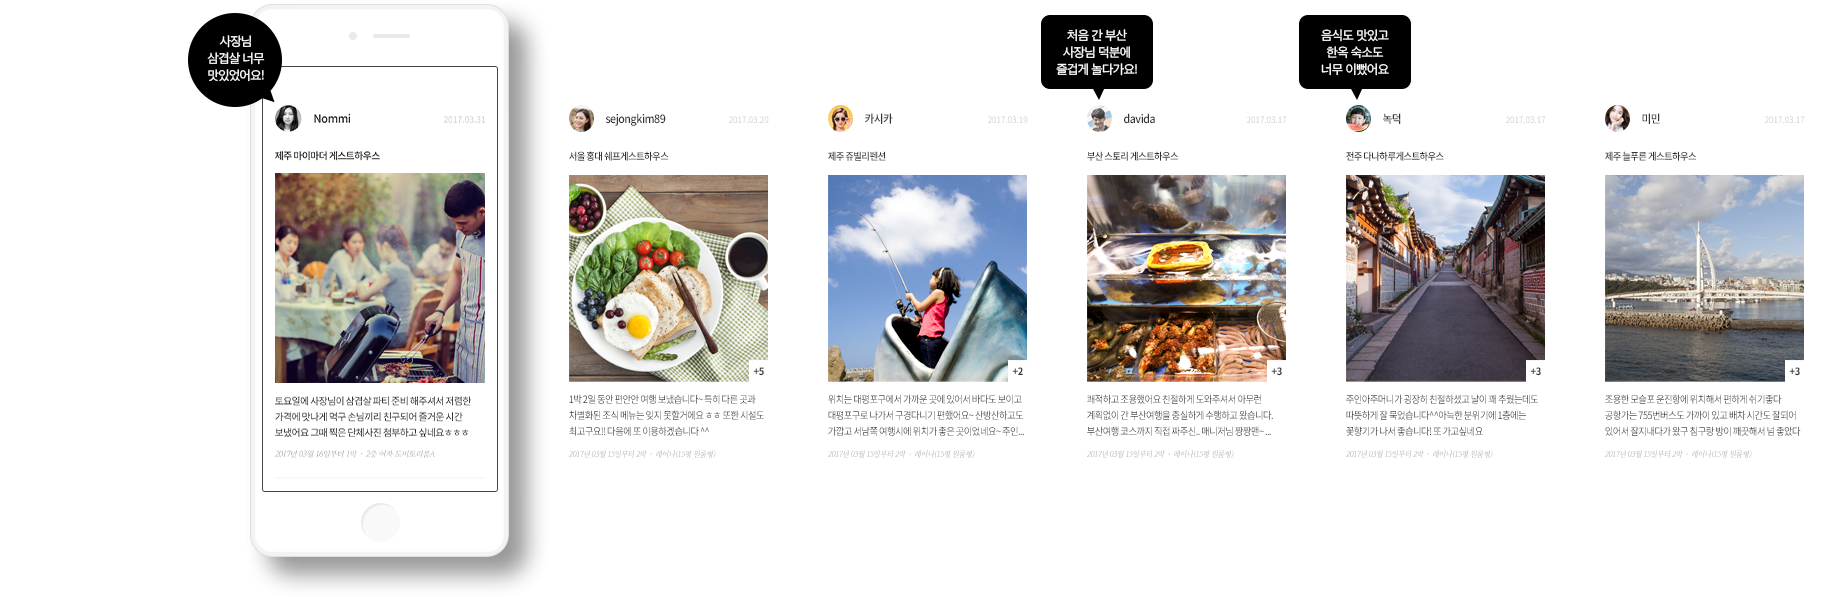 사장님
삼겹살 너무
맛있었어요!
Nommi
2017.03.31
제주 마이마더 게스트하우스
토요일에 사장님이 삼겹살 파티 준비 해주셔서 저렴한
가격에 맛나게 먹구 손님끼리 친구되어 즐거운 시간
보냈어요 그때 찍은 단체사진 첨부하고 싶네요ㅎㅎㅎ
2017년 03월 16일부터 1박 · 2층 여자 도미토리룸A
sejongkim89
2017.03.20
서울 홍대 쉐프게스트하우스
+5
1박 2일 동안 편안한 여행 보냈습니다~ 특히 다른 곳과
차별화된 조식 메뉴는 잊지 못할거에요 ㅎㅎ 또한 시설도
최고구요!! 다음에 또 이용하겠습니다 ^^
2017년 03월 15일부터 2박 · 레이나(15평 원룸형)
카시카
2017.03.19
제주 쥬빌리펜션
+2
위치는 대평포구에서 가까운 곳에 있어서 바다도 보이고
대평포구로 나가서 구경다니기 편했어요~ 산방산하고도
가깝고 서남쪽 여행시에 위치가 좋은 곳이었네요~ 주인...
2017년 03월 15일부터 2박 · 레이나(15평 원룸형)
처음 간 부산
사장님 덕분에
즐겁게 놀다가요!
davida
2017.03.17
부산 스토리 게스트하우스
+3
쾌적하고 조용했어요 친절하게 도와주셔서 아무런
계획없이 간 부산여행을 충실하게 수행하고 왔습니다.
부산여행 코스까지 직접 짜주신.. 매니저님 짱짱맨~ ...
2017년 03월 15일부터 2박 · 레이나(15평 원룸형)
음식도 맛있고
한옥 숙소도
너무 이뻤어요
녹덕
2017.03.17
전주 다나하루게스트하우스
+3
주인아주머니가 굉장히 친절하셨고 날이 꽤 추웠는데도
따뜻하게 잘 묵었습니다^^아늑한 분위기에 1층에는
꽃향기가 나서 좋습니다! 또 가고싶네요
2017년 03월 15일부터 2박 · 레이나(15평 원룸형)
미민
2017.03.17
제주 늘푸른 게스트하우스
+3
조용한 모슬포 운진항에 위치해서 편하게 쉬기좋다
공항가는 755번버스도 가까이 있고 배차 시간도 잘되어
있어서 잘지내다가 왔구 침구랑 방이 깨끗해서 넘 좋았다
2017년 03월 15일부터 2박 · 레이나(15평 원룸형)